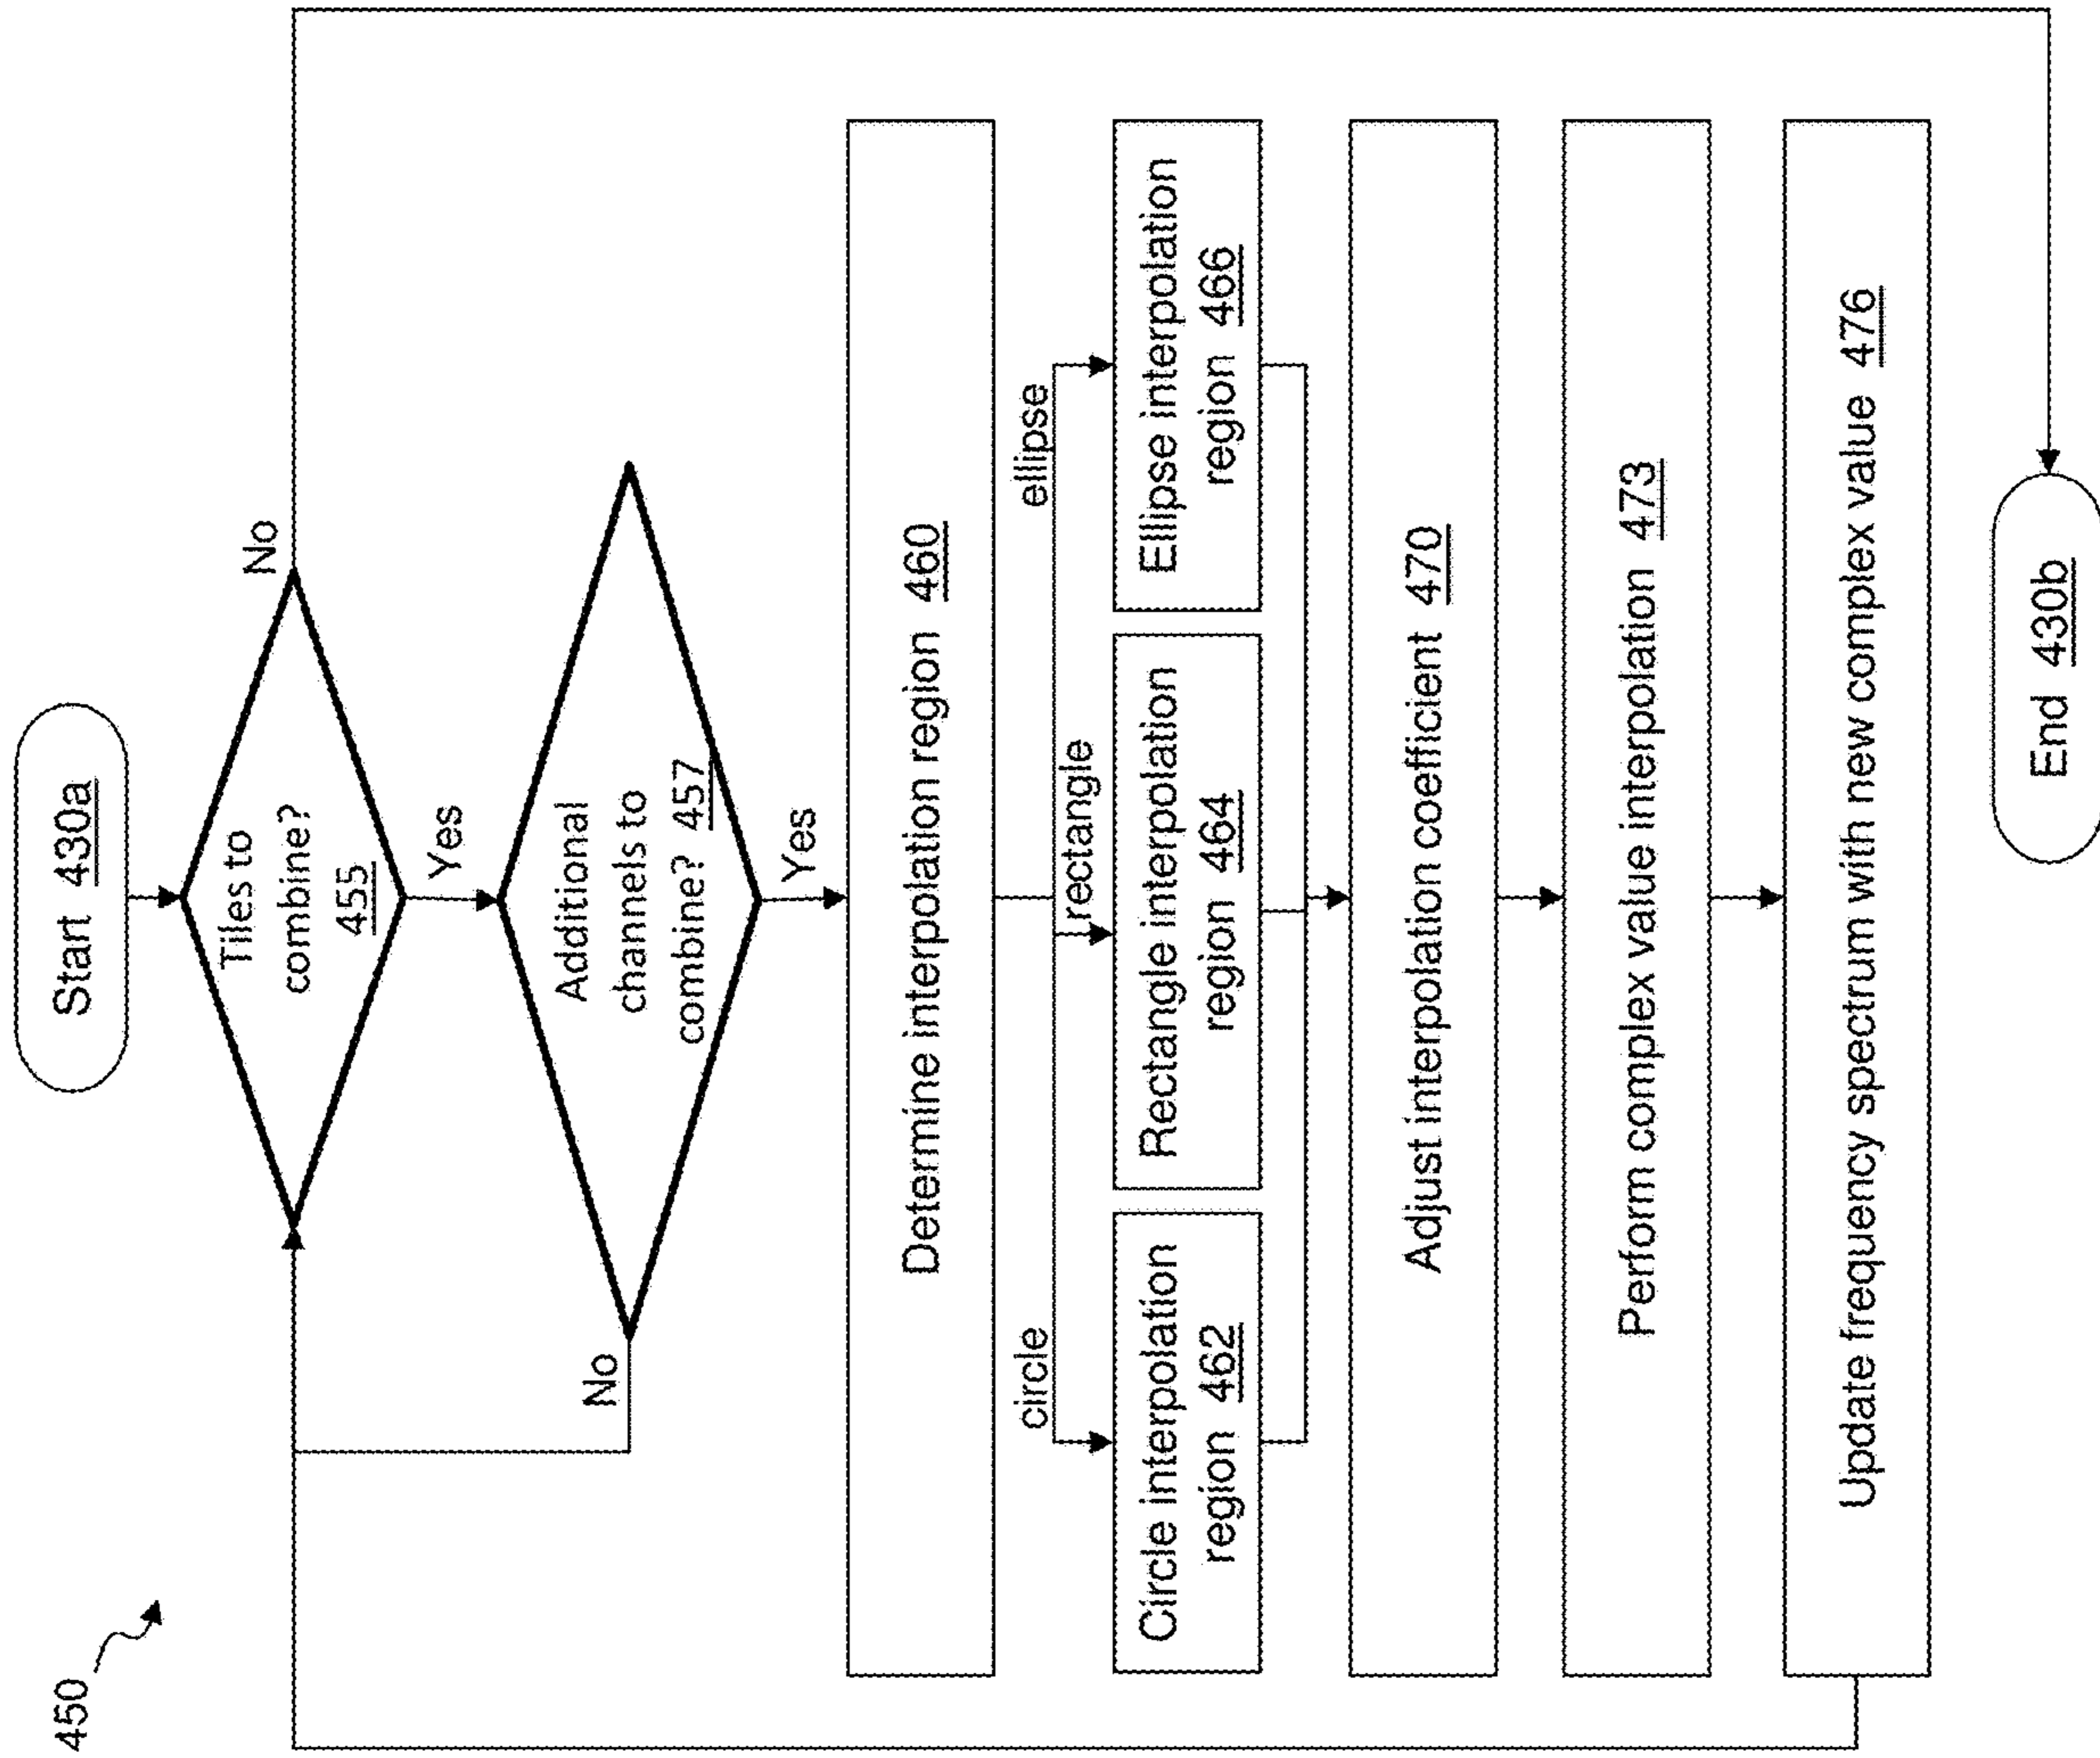 450
Start 430a
Tiles to
combine?
455
No
Yes
Additional
channels to
combine? 457
No
Yes
Determine interpolation region 460
circle
rectangle
ellipse
Circle interpolation
region 462
Rectangle interpolation
region 464
Ellipse interpolation
region 466
Adjust interpolation coefficient 470
Perform complex value interpolation 473
Update frequency spectrum with new complex value 476
End 430b